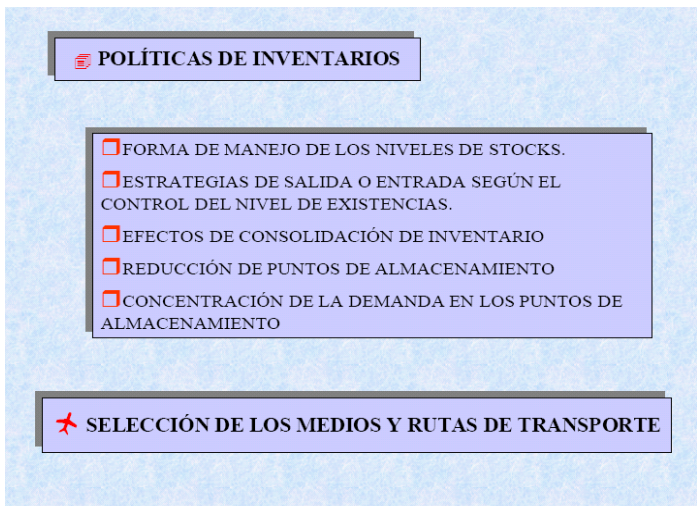 POLÍTICAS DE INVENTARIOS
FORMA DE MANEJO DE LOS NIVELES DE STOCKS.
ESTRATEGIAS DE SALIDA O ENTRADA SEGÚN EL
CONTROL DEL NIVEL DE EXISTENCIAS.
EFECTOS DE CONSOLIDACIÓN DE INVENTARIO
REDUCCIÓN DE PUNTOS DE ALMACENAMIENTO
CONCENTRACIÓN DE LA DEMANDA EN LOS PUNTOS DE
ALMACENAMIENTO
SELECCIÓN DE LOS MEDIOS Y RUTAS DE TRANSPORTE